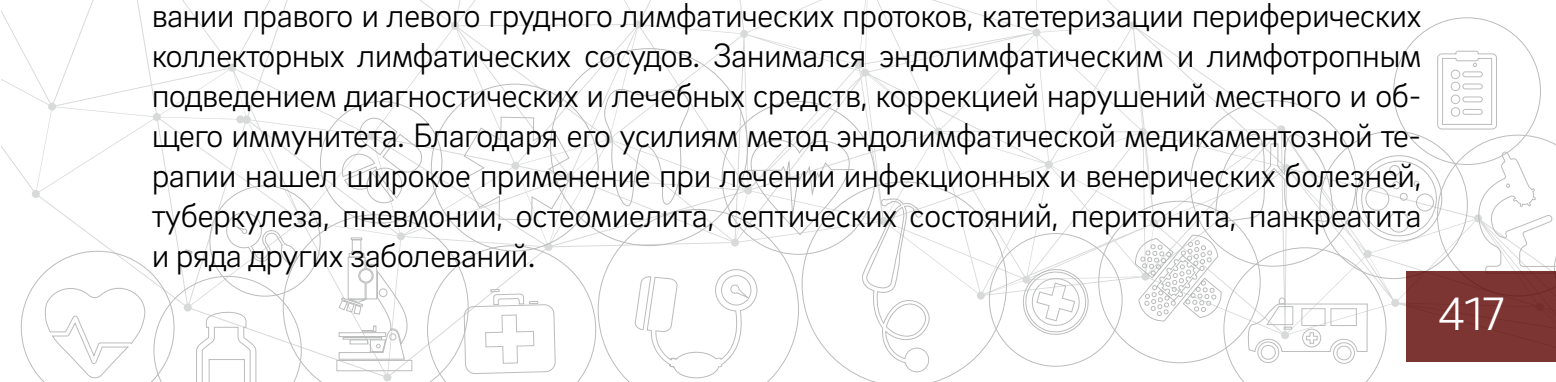 вании правого и левого грудного лимфатических протоков, катетеризации периферических
коллекторных лимфатических сосудов. Занимался эндолимфатическим и лимфотропным
подведением диагностических и лечебных средств, коррекцией нарушений местного и об-
щего иммунитета. Благодаря его усилиям метод эндолимфатической медикаментозной те-
рапии нашел широкое применение при лечении инфекционных и венерических болезней,
туберкулеза, пневмонии, остеомиелита, септических состояний, перитонита, панкреатита
и ряда других заболеваний.
417